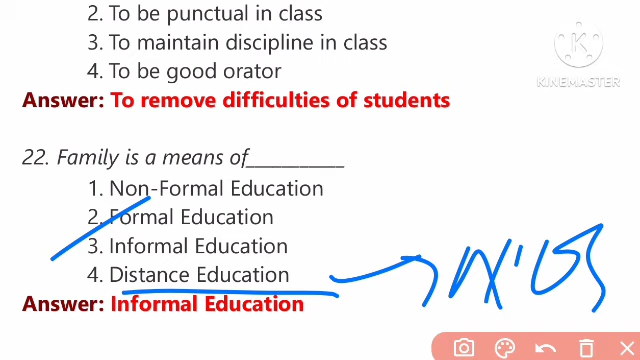 2. To be punctual in class
3. To maintain discipline in class
4. To be good orator
Answer: To remove difficulties of students
KINEMASTER
22. Family is a means of___________
1. Non-Formal Education
2. Formal Education
3. Informal Education
4. Distance Education
Answer: Informal Education